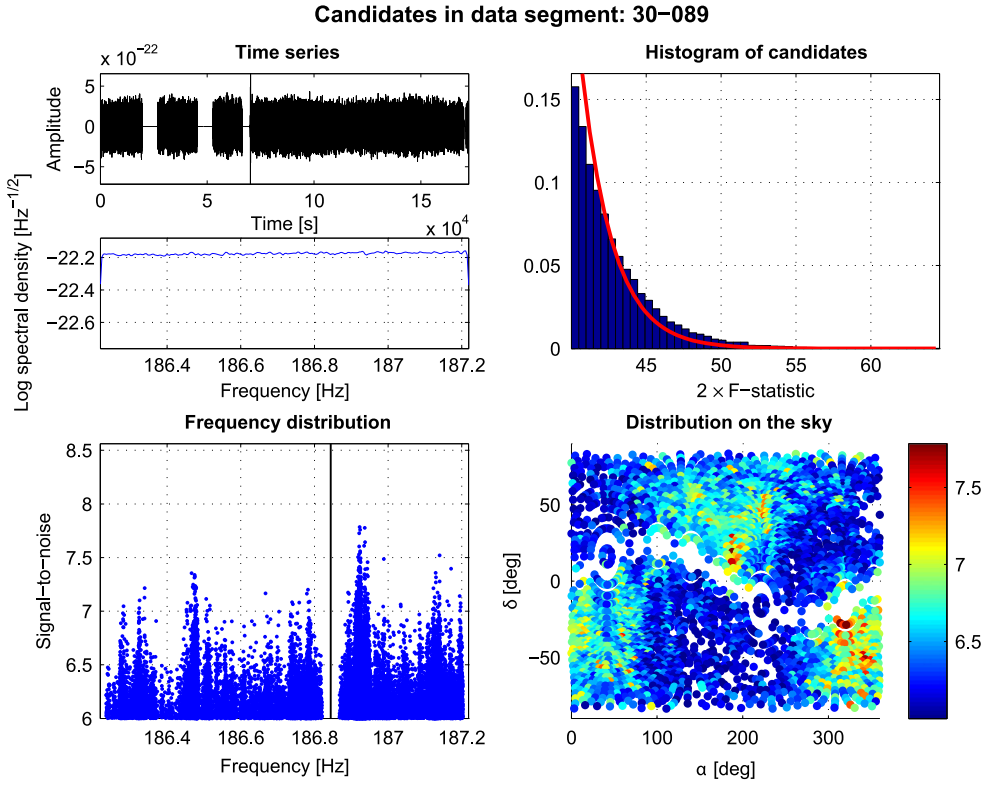 Candidates in data segment: 30−089
Time series
x 10−22
Amplitude
5
0
−5
0 5 10 15
Time [s]
x 10^4
Log spectral density [Hz−1/2]
−22.2
−22.4
−22.6
186.4 186.6 186.8 187 187.2
Frequency [Hz]
Histogram of candidates
0.15
0.1
0.05
0
45 50 55 60
2 × F−statistic
Frequency distribution
Signal−to−noise
8.5
8
7.5
7
6.5
6
186.4 186.6 186.8 187 187.2
Frequency [Hz]
Distribution on the sky
δ [deg]
50
0
−50
0 100 200 300
α [deg]
7.5
7
6.5